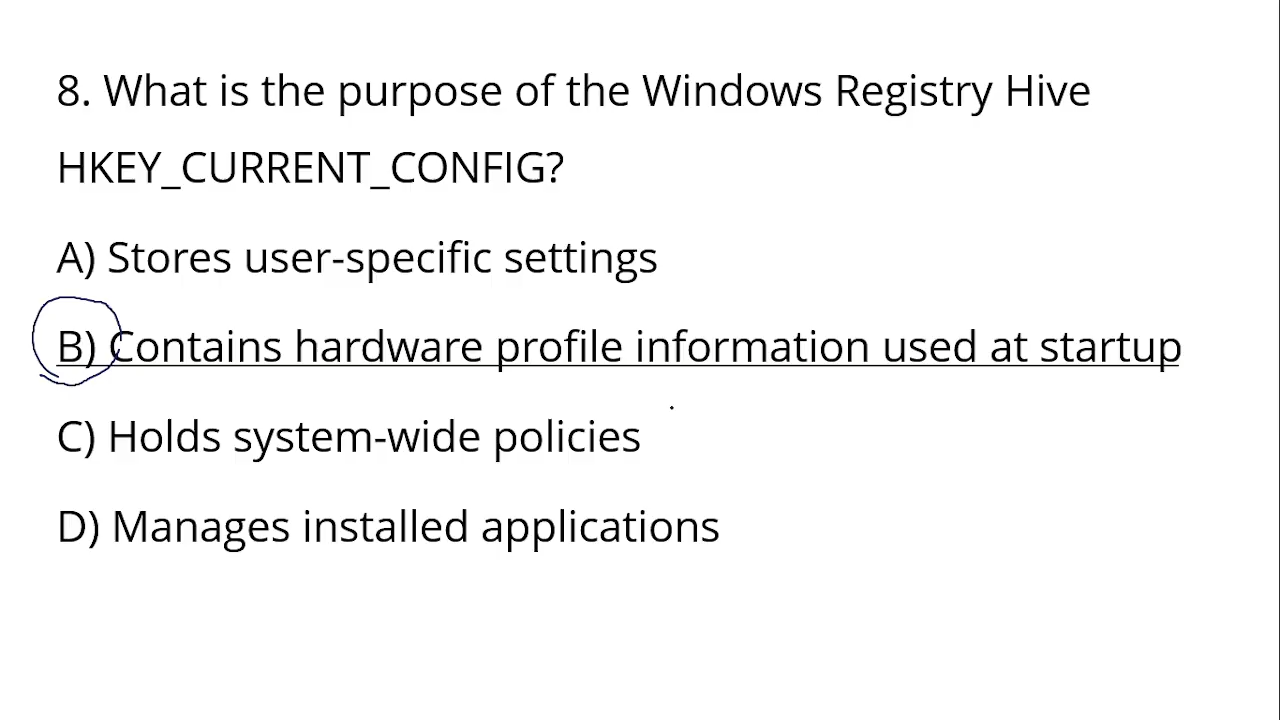 8. What is the purpose of the Windows Registry Hive
HKEY_CURRENT_CONFIG?
A) Stores user-specific settings
B) Contains hardware profile information used at startup
C) Holds system-wide policies
D) Manages installed applications